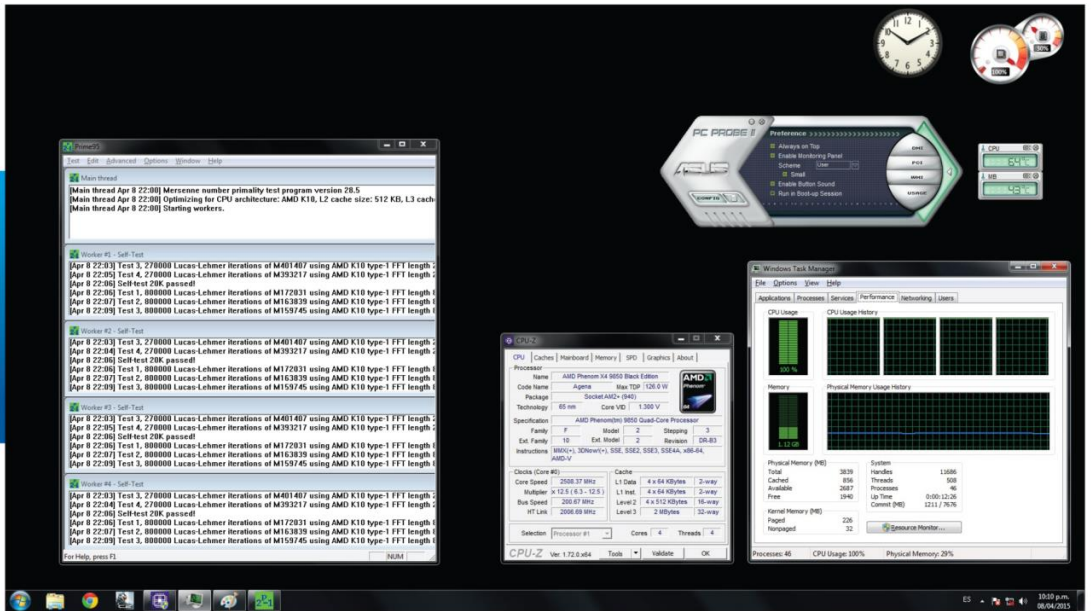 12
Prime95
Test Edit Advanced Options Window Help
Main thread
[Main thread Apr 8 22:00] Mersenne number primality test program version 28.5
[Main thread Apr 8 22:00] Optimizing for CPU architecture: AMD K10, L2 cache size: 512 KB, L3 cach
[Main thread Apr 8 22:00] Starting workers.
Worker #1 - Self-Test
[Apr 8 22:03] Test 3, 270000 Lucas-Lehmer iterations of M401407 using AMD K10 type-1 FFT length
[Apr 8 22:05] Test 4, 270000 Lucas-Lehmer iterations of M393217 using AMD K10 type-1 FFT length
[Apr 8 22:06] Self-test 20K passed!
[Apr 8 22:06] Test 1, 800000 Lucas-Lehmer iterations of M172031 using AMD K10 type-1 FFT length
[Apr 8 22:07] Test 2, 800000 Lucas-Lehmer iterations of M163839 using AMD K10 type-1 FFT length
[Apr 8 22:09] Test 3, 800000 Lucas-Lehmer iterations of M159745 using AMD K10 type-1 FFT length
Worker #2 - Self-Test
[Apr 8 22:03] Test 3, 270000 Lucas-Lehmer iterations of M401407 using AMD K10 type-1 FFT length
[Apr 8 22:04] Test 4, 270000 Lucas-Lehmer iterations of M393217 using AMD K10 type-1 FFT length
[Apr 8 22:06] Self-test 20K passed!
[Apr 8 22:06] Test 1, 800000 Lucas-Lehmer iterations of M172031 using AMD K10 type-1 FFT length
[Apr 8 22:07] Test 2, 800000 Lucas-Lehmer iterations of M163839 using AMD K10 type-1 FFT length
[Apr 8 22:09] Test 3, 800000 Lucas-Lehmer iterations of M159745 using AMD K10 type-1 FFT length
Worker #3 - Self-Test
[Apr 8 22:03] Test 3, 270000 Lucas-Lehmer iterations of M401407 using AMD K10 type-1 FFT length
[Apr 8 22:05] Test 4, 270000 Lucas-Lehmer iterations of M393217 using AMD K10 type-1 FFT length
[Apr 8 22:06] Self-test 20K passed!
[Apr 8 22:06] Test 1, 800000 Lucas-Lehmer iterations of M172031 using AMD K10 type-1 FFT length
[Apr 8 22:07] Test 2, 800000 Lucas-Lehmer iterations of M163839 using AMD K10 type-1 FFT length
[Apr 8 22:09] Test 3, 800000 Lucas-Lehmer iterations of M159745 using AMD K10 type-1 FFT length
Worker #4 - Self-Test
[Apr 8 22:03] Test 3, 270000 Lucas-Lehmer iterations of M401407 using AMD K10 type-1 FFT length
[Apr 8 22:04] Test 4, 270000 Lucas-Lehmer iterations of M393217 using AMD K10 type-1 FFT length
[Apr 8 22:06] Self-test 20K passed!
[Apr 8 22:06] Test 1, 800000 Lucas-Lehmer iterations of M172031 using AMD K10 type-1 FFT length
[Apr 8 22:07] Test 2, 800000 Lucas-Lehmer iterations of M163839 using AMD K10 type-1 FFT length
[Apr 8 22:09] Test 3, 800000 Lucas-Lehmer iterations of M159745 using AMD K10 type-1 FFT length
For Help, press F1 NUM
100% 50%
PC PROBE II
ASUS
CONFIG
Preference
Always on Top
Enable Monitoring Panel
Scheme User
Small
Enable Button Sound
Run in Boot-up Session
DMI
PCI
WMI
USAGE
CPU
64°C
MB
43°C
CPU-Z
CPU Caches Mainboard Memory SPD Graphics About
Processor
Name AMD Phenom X4 9850 Black Edition
Code Name Agena Max TDP 126.0 W
Package Socket AM2+ (940)
Technology 65 nm Core VID 1.300 V
AMD
Phenom
64
Specification AMD Phenom(tm) 9850 Quad-Core Processor
Family F Model 2 Stepping 3
Ext. Family 10 Ext. Model 2 Revision DR-B3
Instructions MMX(+), 3DNow!(+), SSE, SSE2, SSE3, SSE4A, x86-64, AMD-V
Clocks (Core #0)
Core Speed 2508.37 MHz
Multiplier x 12.5 ( 6.3 - 12.5 )
Bus Speed 200.67 MHz
HT Link 2006.69 MHz
Cache
L1 Data 4 x 64 KBytes 2-way
L1 Inst. 4 x 64 KBytes 2-way
Level 2 4 x 512 KBytes 16-way
Level 3 2 MBytes 32-way
Selection Processor #1 Cores 4 Threads 4
CPU-Z Ver. 1.72.0.x64 Tools Validate OK
Windows Task Manager
File Options View Help
Applications Processes Services Performance Networking Users
CPU Usage CPU Usage History
100 %
Memory Physical Memory Usage History
1.12 GB
Physical Memory (MB)
Total 3839
Cached 856
Available 2687
Free 1940
Kernel Memory (MB)
Paged 226
Nonpaged 32
System
Handles 11686
Threads 508
Processes 46
Up Time 0:00:12:26
Commit (MB) 1211 / 7676
Resource Monitor...
Processes: 46 CPU Usage: 100% Physical Memory: 29%
ES 10:10 p.m.
08/04/2015